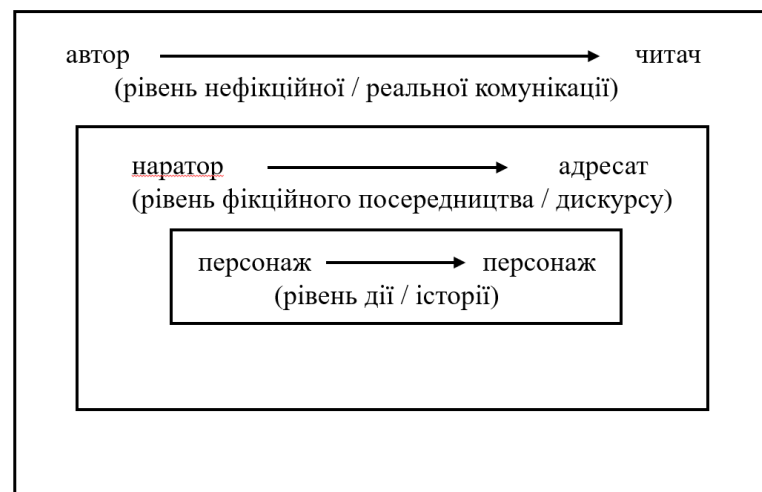 автор читач
(рівень нефікційної / реальної комунікації)
наратор адресат
(рівень фікційного посередництва / дискурсу)
персонаж персонаж
(рівень дії / історії)